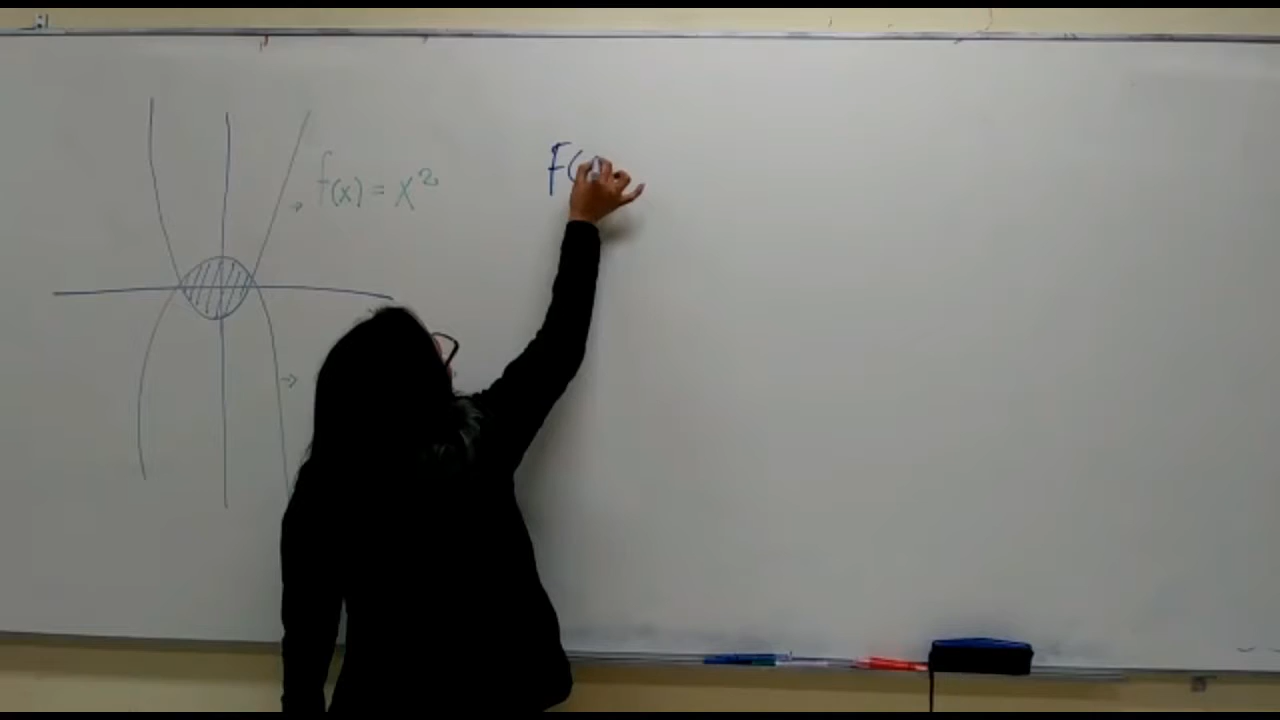 f(x) = x²
F(